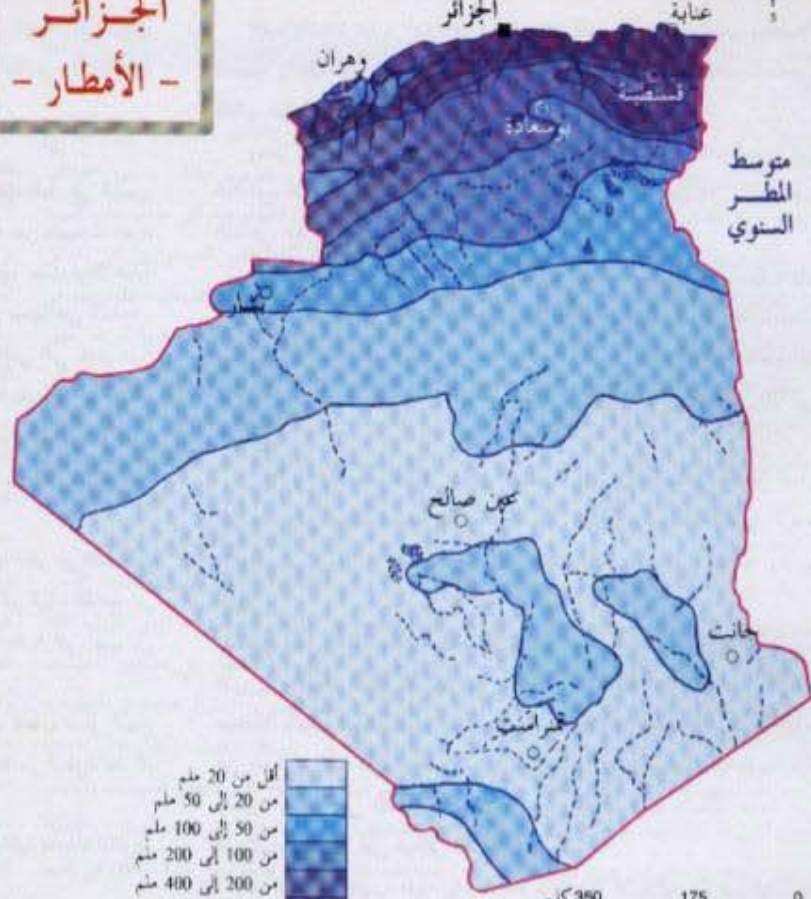 الجزائر
- الأمطار -
الجزائر
عنابة
وهران
قسنطينة
بوسعادة
متوسط
المطر
السنوي
بشار
عين صالح
جانت
تمنراست
أقل من 20 ملم
من 20 إلى 50 ملم
من 50 إلى 100 ملم
من 100 إلى 200 ملم
من 200 إلى 400 ملم
0 175 350 كلم